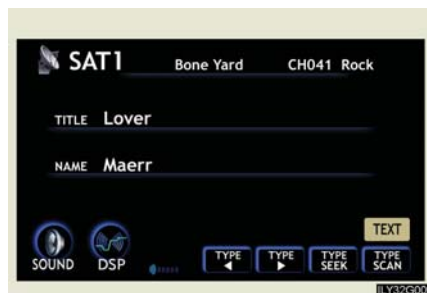 SAT1 Bone Yard CH041 Rock
TITLE Lover
NAME Maerr
TEXT
SOUND DSP TYPE TYPE TYPE SEEK TYPE SCAN
ILY32G00